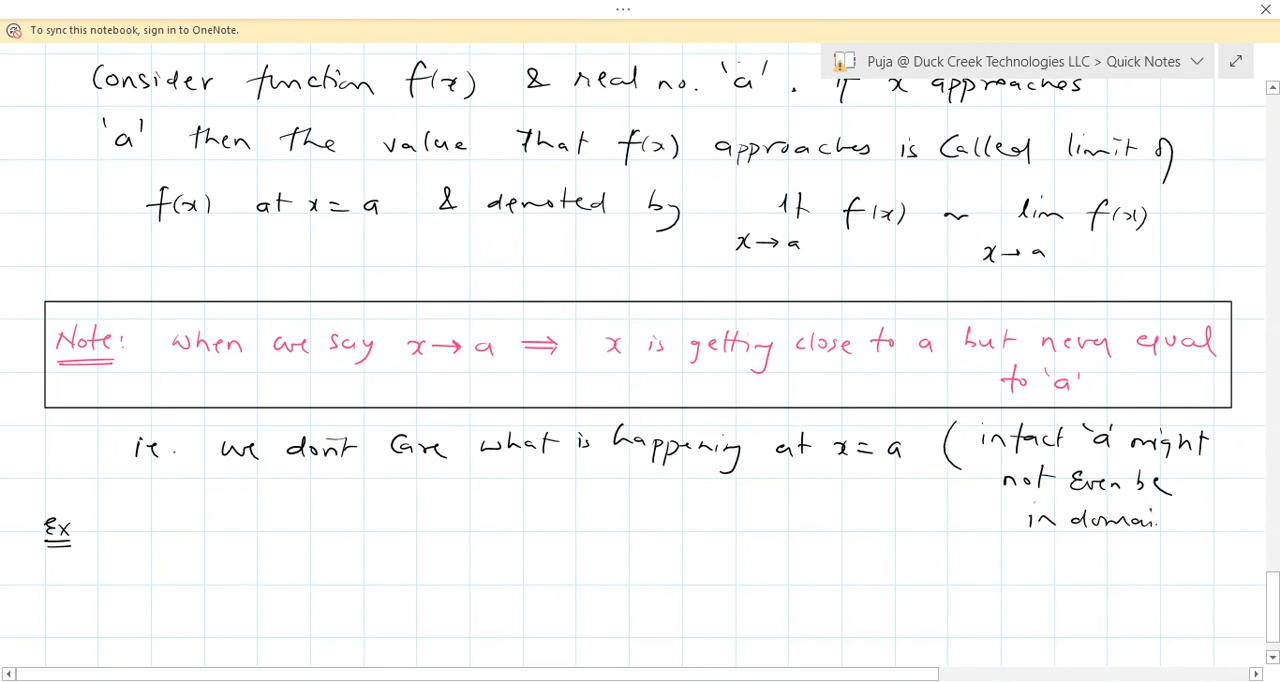 ...
To sync this notebook, sign in to OneNote.
Puja @ Duck Creek Technologies LLC > Quick Notes
Consider function f(x) & real no. 'a'. if x approaches
'a' then the value that f(x) approaches is called limit of
f(x) at x = a & denoted by lt f(x) or lim f(x)
x → a x → a
Note: when we say x → a ⟹ x is getting close to a but never equal
to 'a'
ie. we don't care what is happening at x = a (infact 'a' might
not even be
in domai
Ex